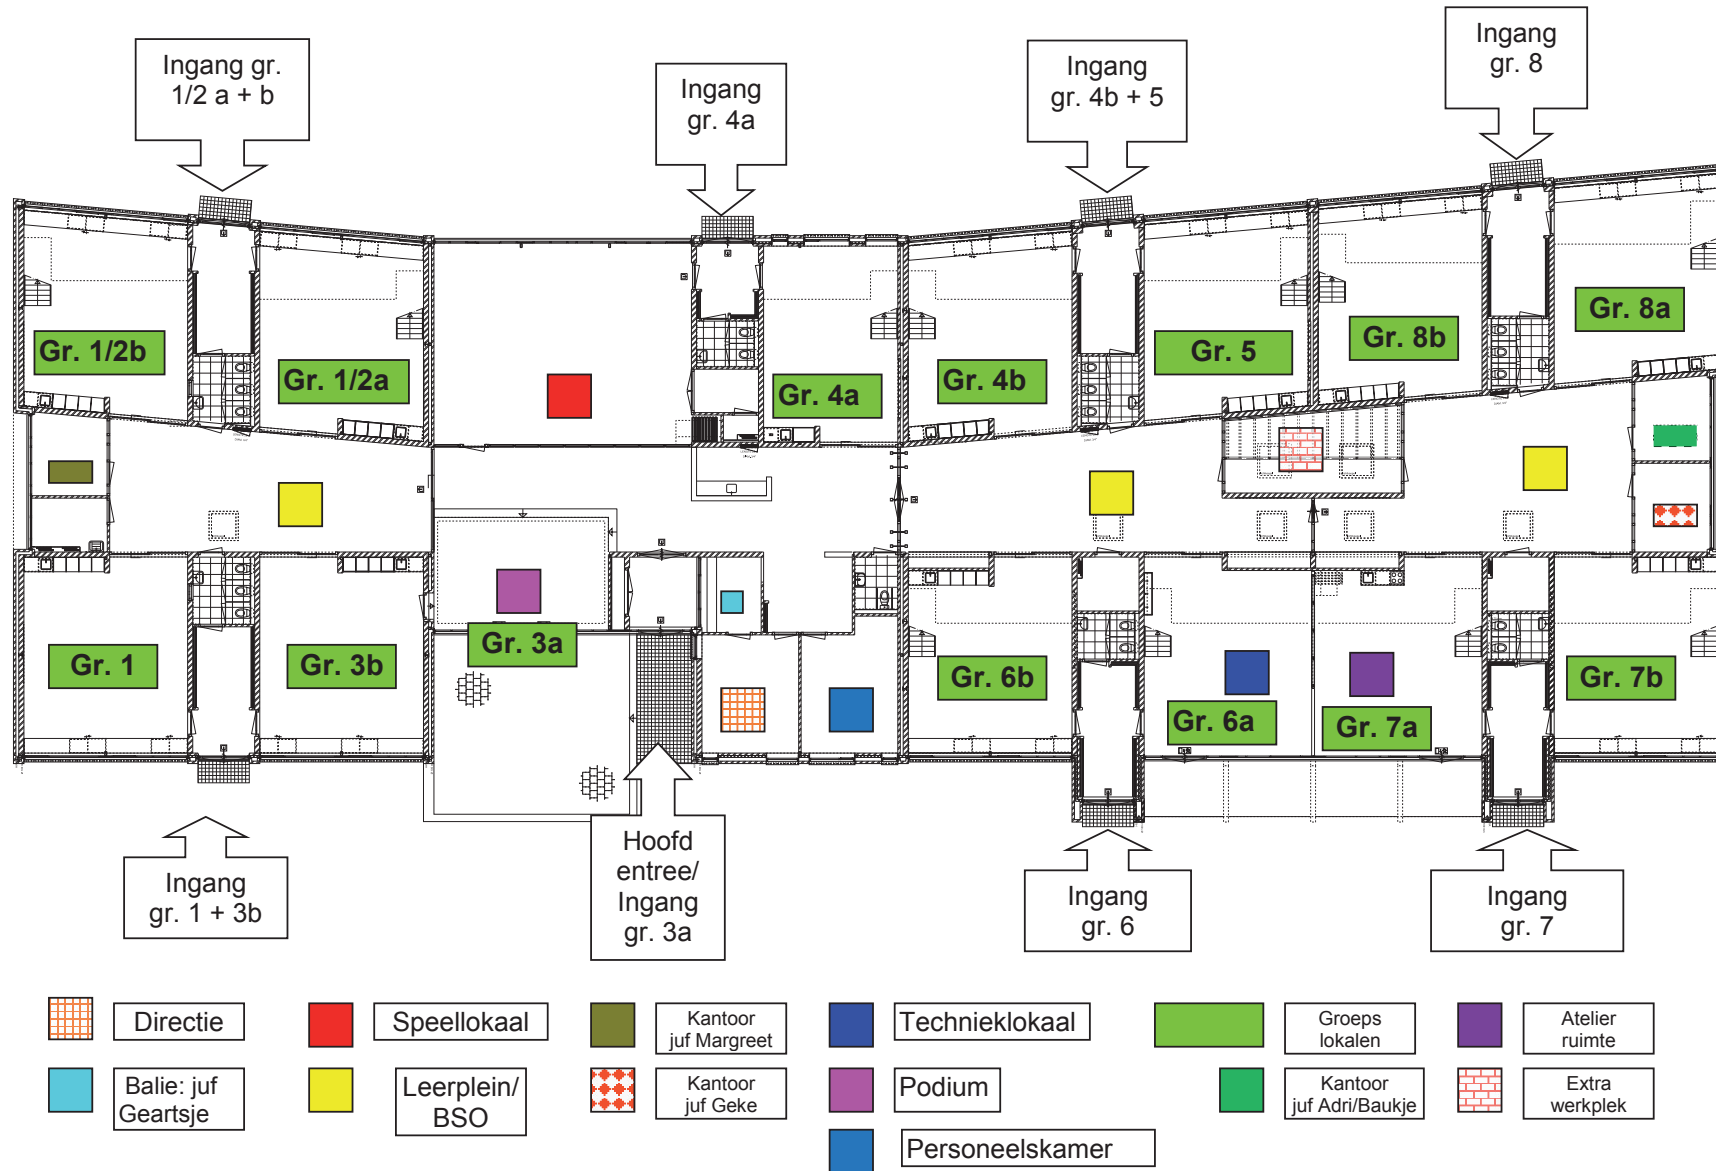 Ingang gr.
1/2 a + b
Ingang
gr. 4a
Ingang
gr. 4b + 5
Ingang
gr. 8
Gr. 1/2b
Gr. 1/2a
Gr. 4a
Gr. 4b
Gr. 5
Gr. 8b
Gr. 8a
Gr. 1
Gr. 3b
Gr. 3a
Gr. 6b
Gr. 6a
Gr. 7a
Gr. 7b
Ingang
gr. 1 + 3b
Hoofd
entree/
Ingang
gr. 3a
Ingang
gr. 6
Ingang
gr. 7
Directie
Speellokaal
Kantoor
juf Margreet
Technieklokaal
Groeps
lokalen
Atelier
ruimte
Balie: juf
Geartsje
Leerplein/
BSO
Kantoor
juf Geke
Podium
Kantoor
juf Adri/Baukje
Extra
werkplek
Personeelskamer